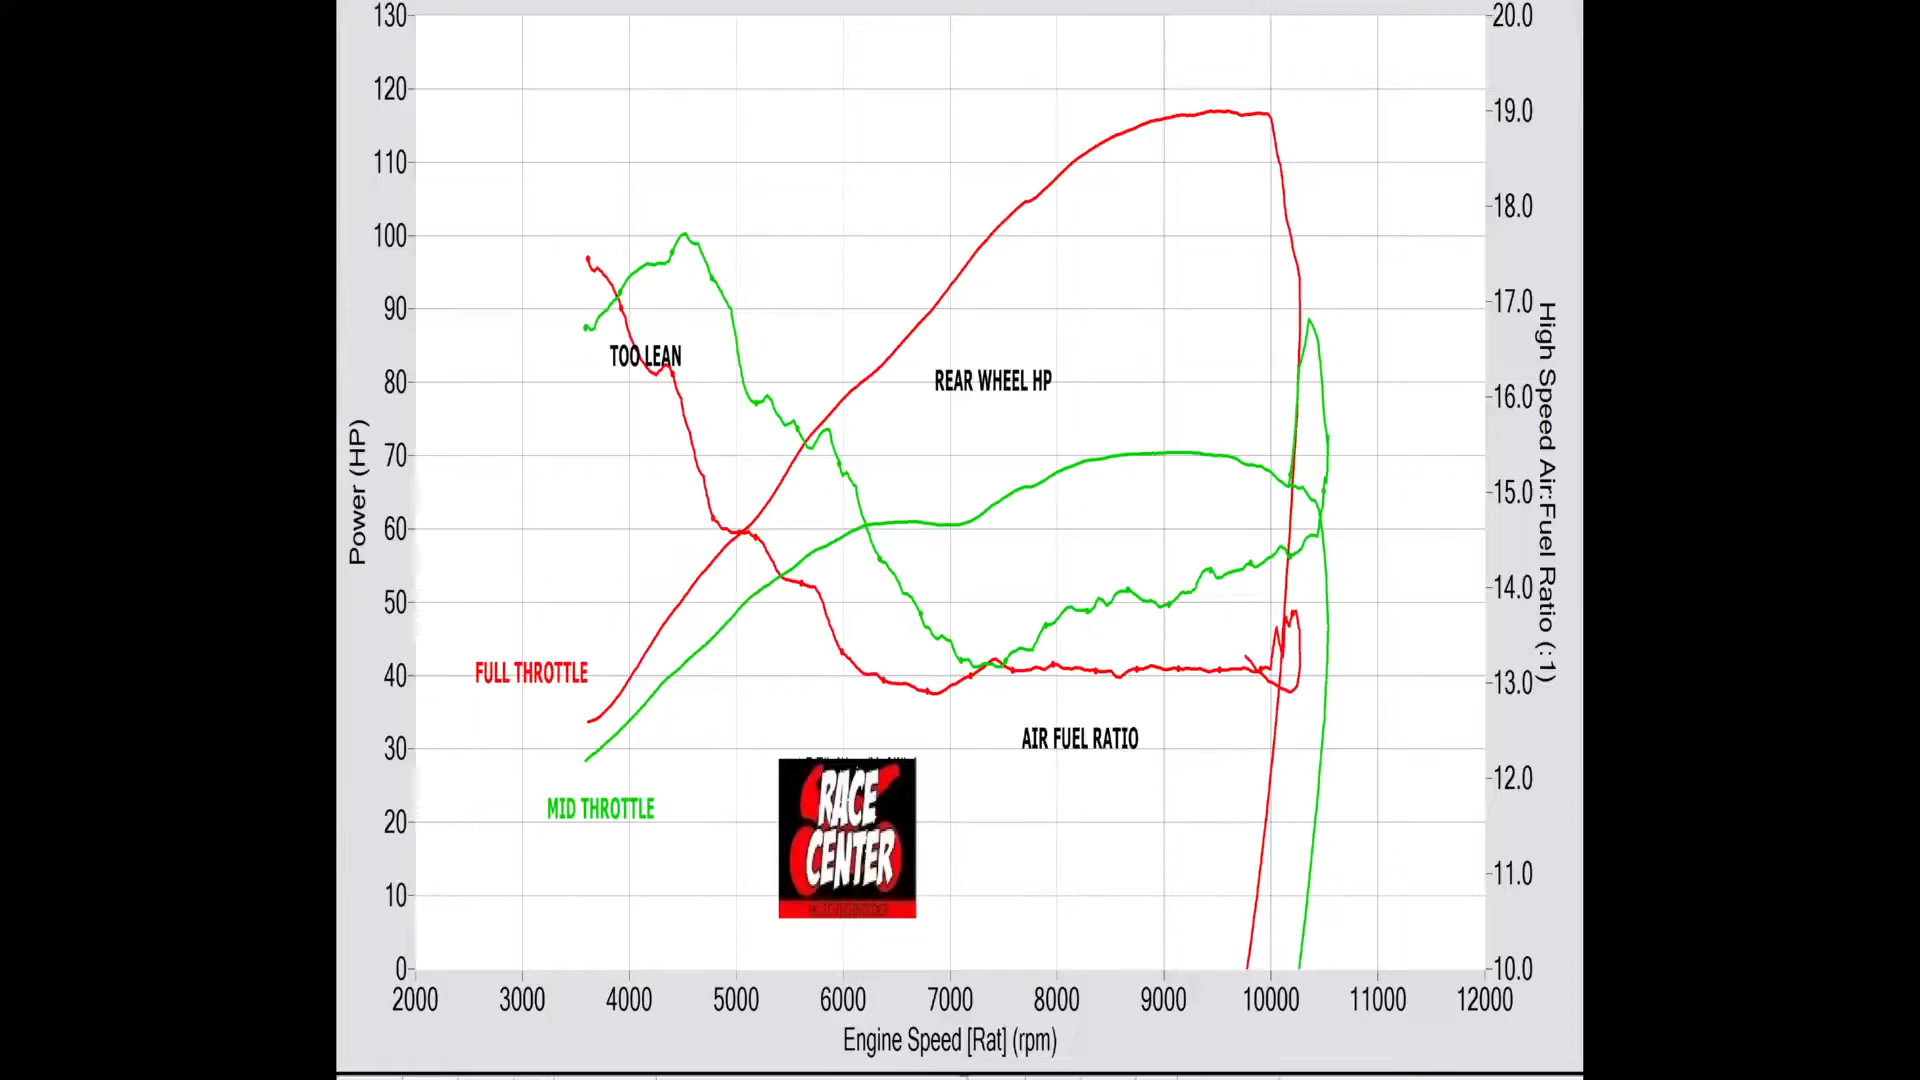 130
120
110
100
90
80
70
60
50
40
30
20
10
0
Power (HP)
20.0
19.0
18.0
17.0
16.0
15.0
14.0
13.0
12.0
11.0
10.0
High Speed Air:Fuel Ratio (:1)
TOO LEAN
REAR WHEEL HP
FULL THROTTLE
AIR FUEL RATIO
MID THROTTLE
RACE
CENTER
2000 3000 4000 5000 6000 7000 8000 9000 10000 11000 12000
Engine Speed [Rat] (rpm)